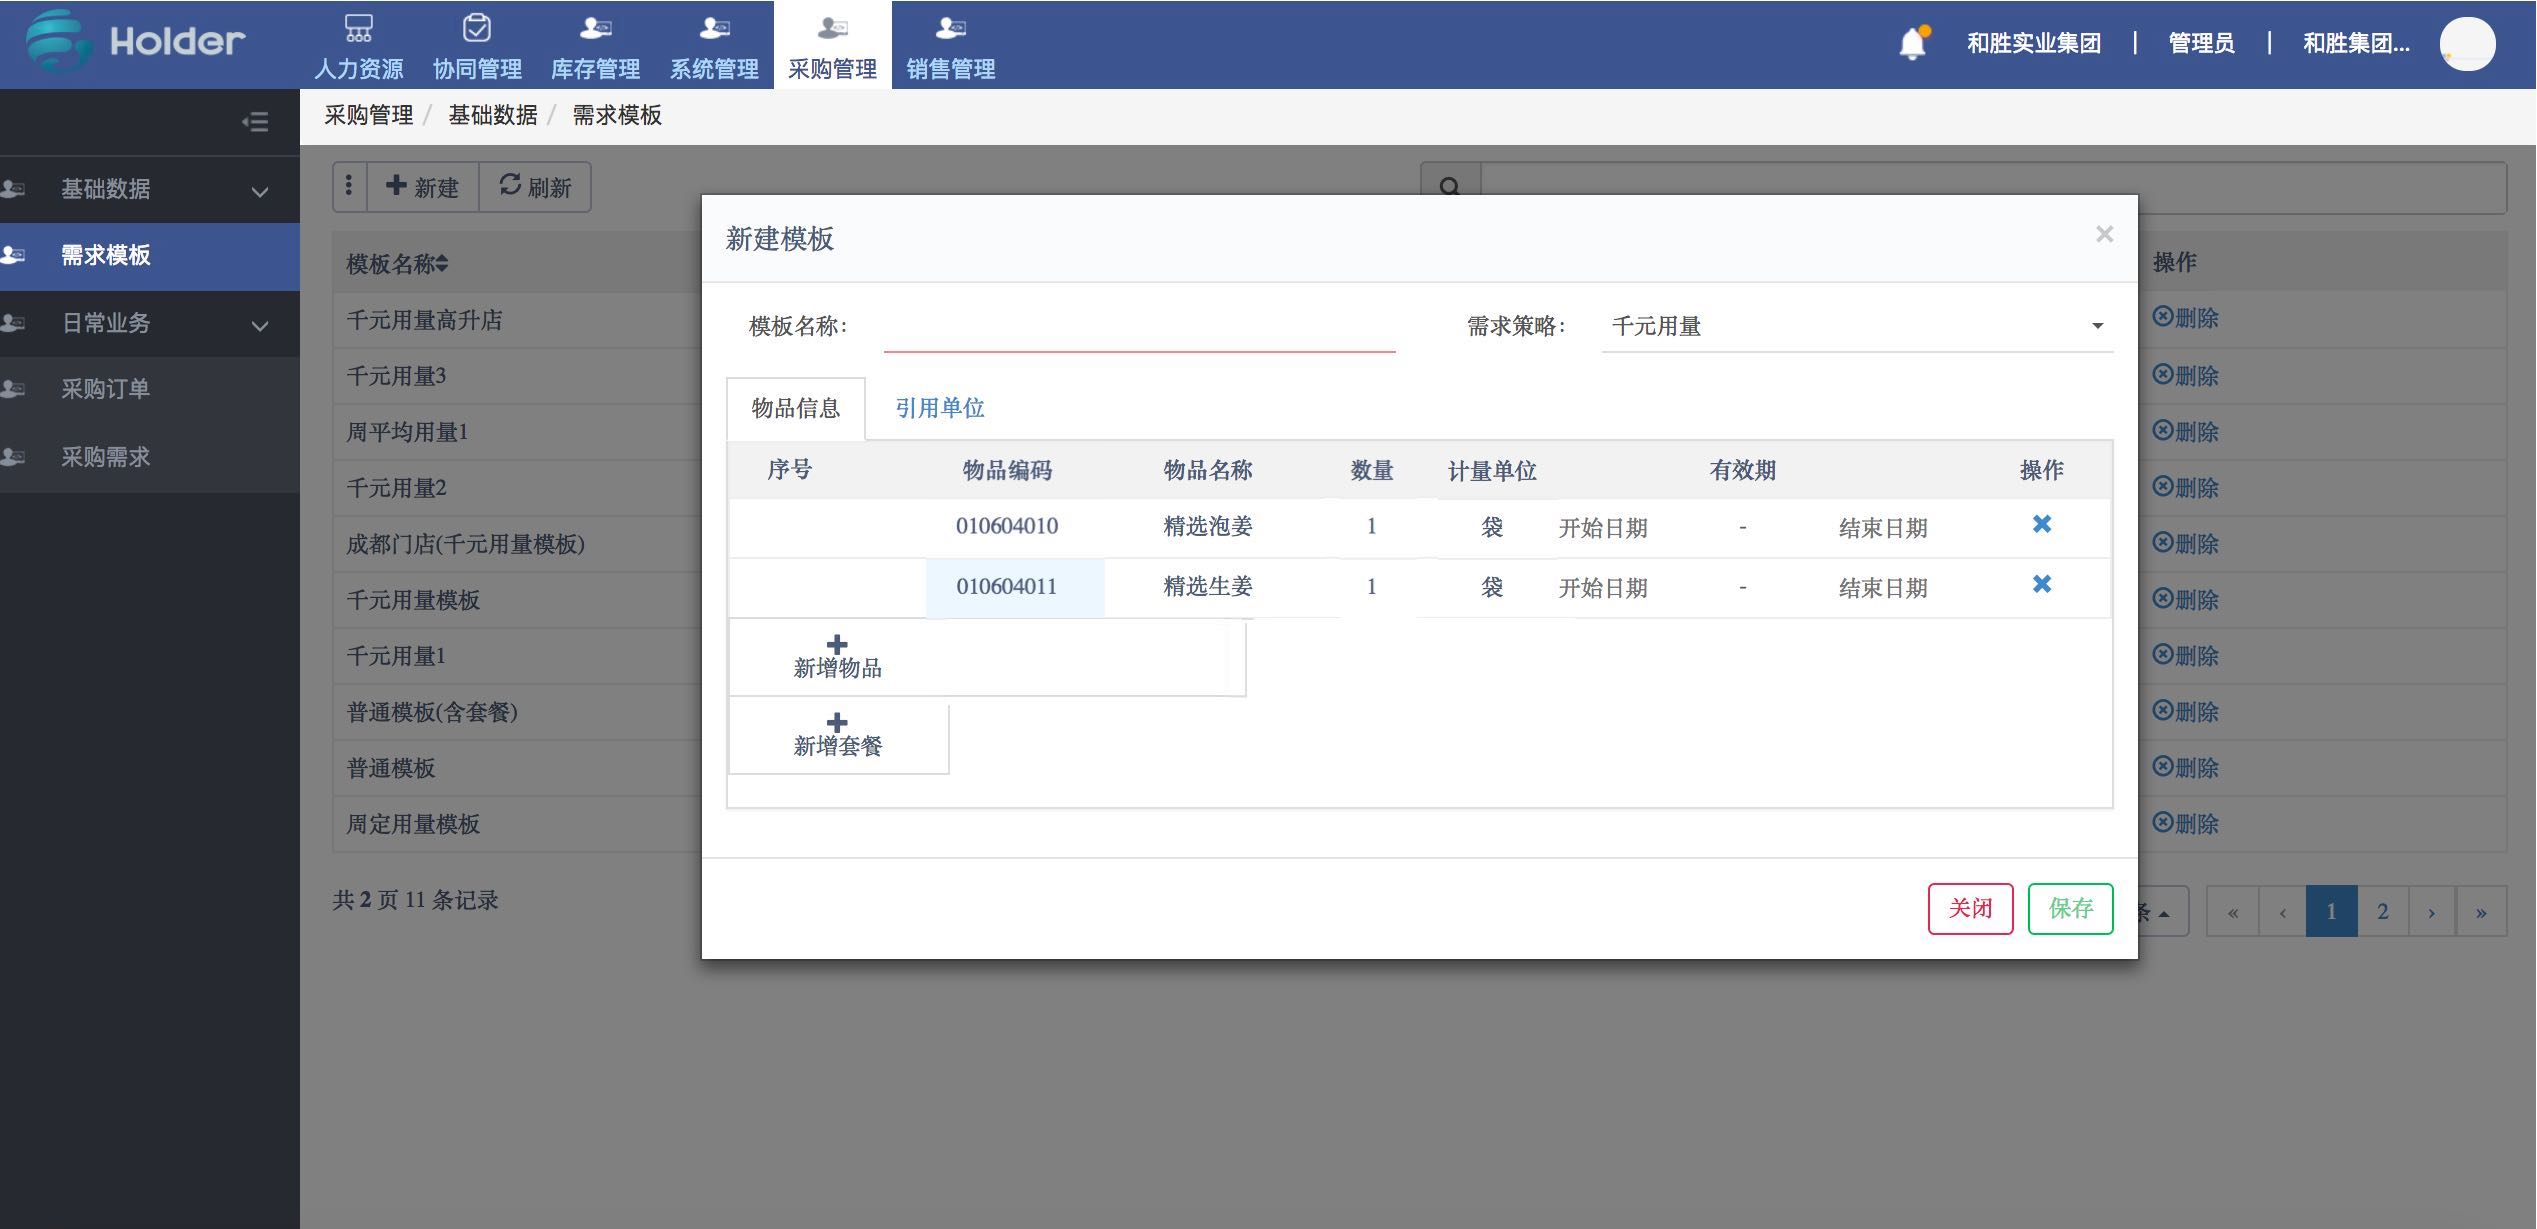 Holder
人力资源 协同管理 库存管理 系统管理 采购管理 销售管理
和胜实业集团 | 管理员 | 和胜集团...
采购管理 / 基础数据 / 需求模板
基础数据
需求模板
日常业务
采购订单
采购需求
新建 刷新
模板名称 操作
千元用量高升店 删除
千元用量3 删除
周平均用量1 删除
千元用量2 删除
成都门店(千元用量模板) 删除
千元用量模板 删除
千元用量1 删除
普通模板(含套餐) 删除
普通模板 删除
周定用量模板 删除
共 2 页 11 条记录
条 « ‹ 1 2 › »
新建模板 ×
模板名称： 需求策略： 千元用量
物品信息 引用单位
序号 物品编码 物品名称 数量 计量单位 有效期 操作
010604010 精选泡姜 1 袋 开始日期 - 结束日期
010604011 精选生姜 1 袋 开始日期 - 结束日期
新增物品
新增套餐
关闭 保存